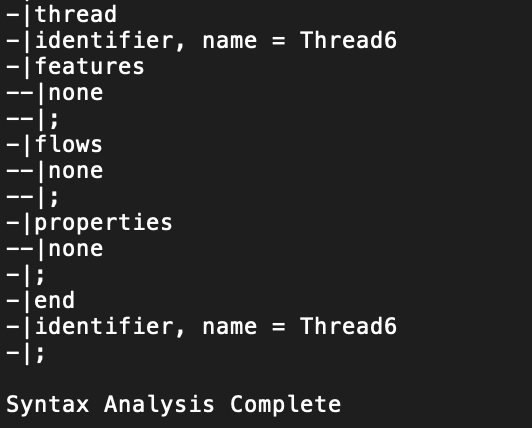 -|thread
-|identifier, name = Thread6
-|features
--|none
--|;
-|flows
--|none
--|;
-|properties
--|none
-|;
-|end
-|identifier, name = Thread6
-|;
Syntax Analysis Complete